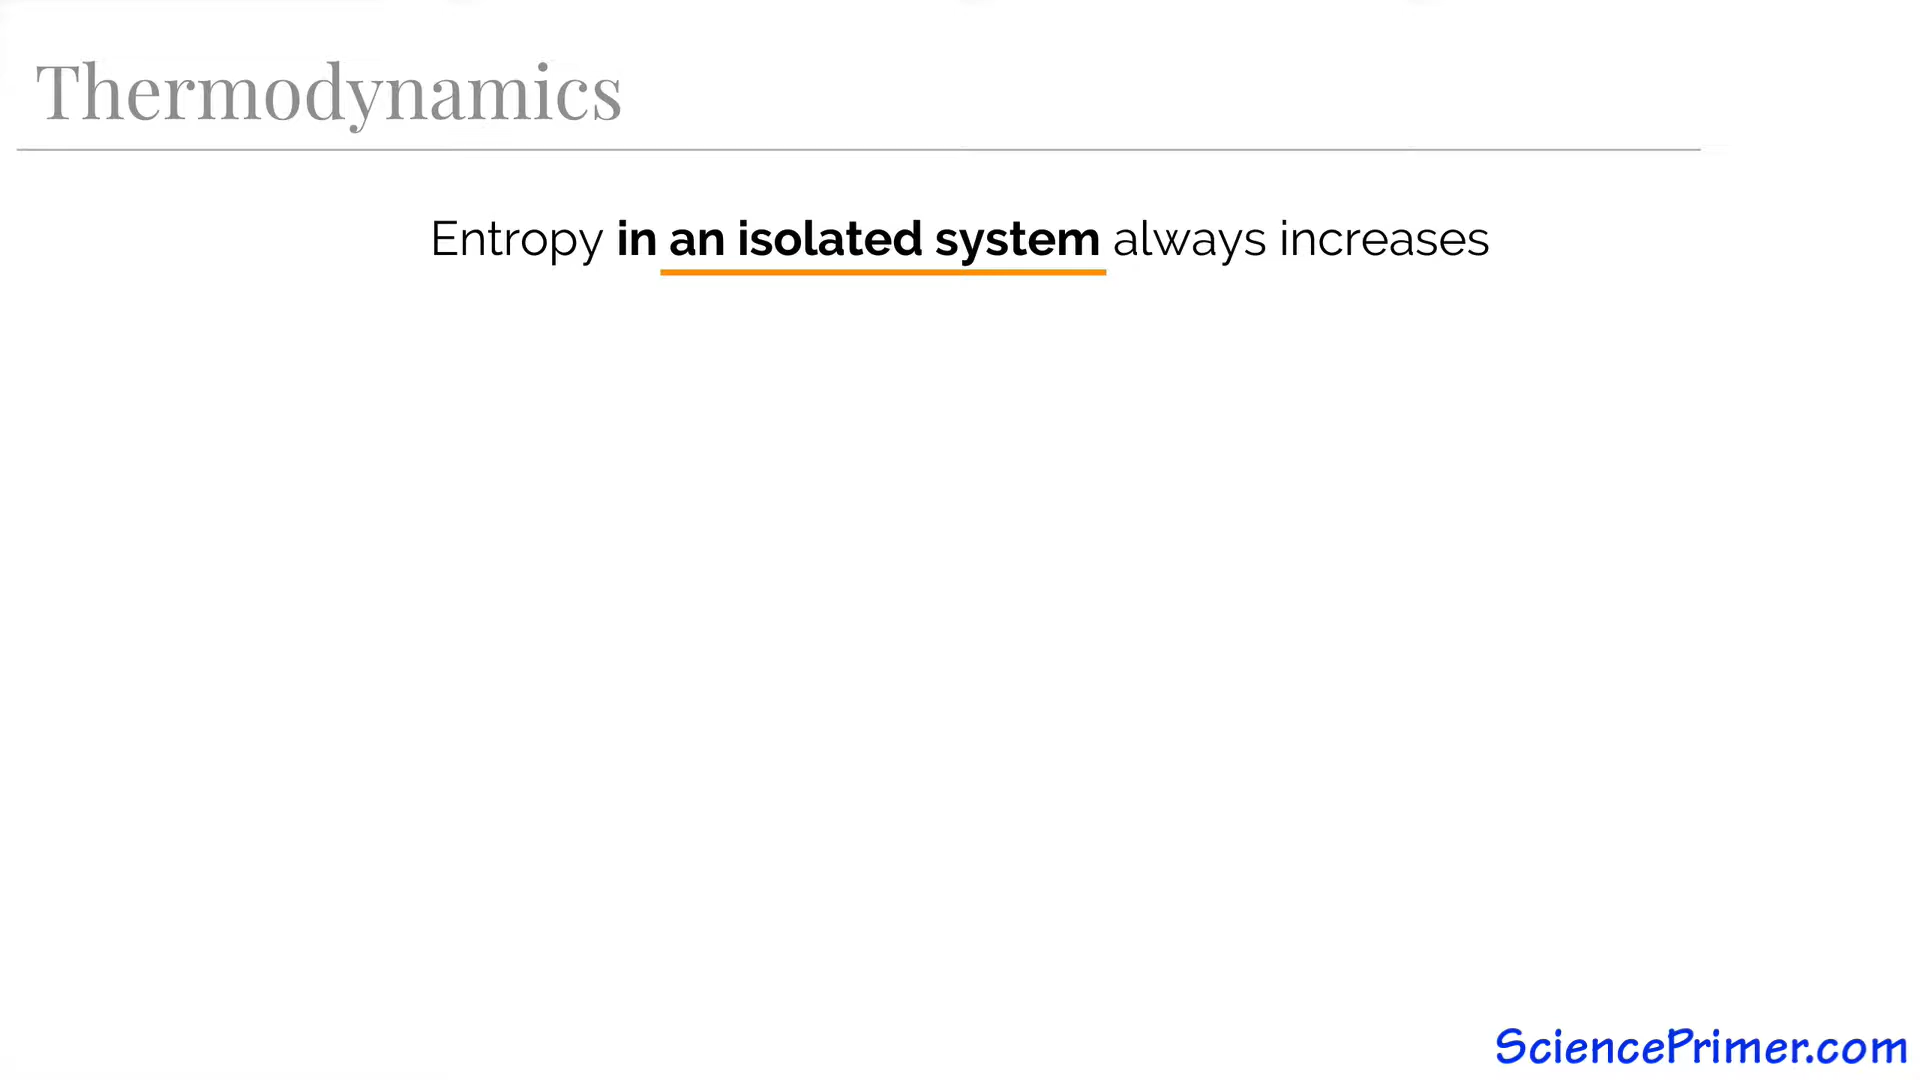 Thermodynamics
Entropy in an isolated system always increases
SciencePrimer.com